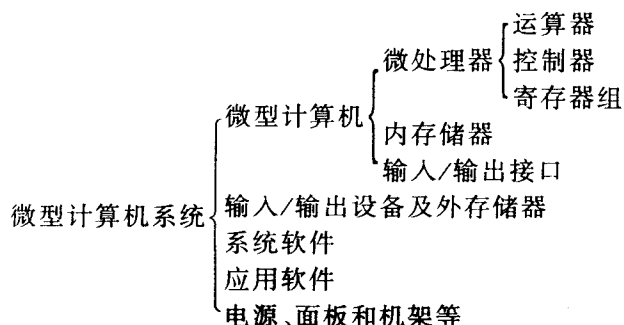 运算器
微处理器 控制器
寄存器组
微型计算机
内存储器
输入/输出接口
微型计算机系统 输入/输出设备及外存储器
系统软件
应用软件
电源、面板和机架等